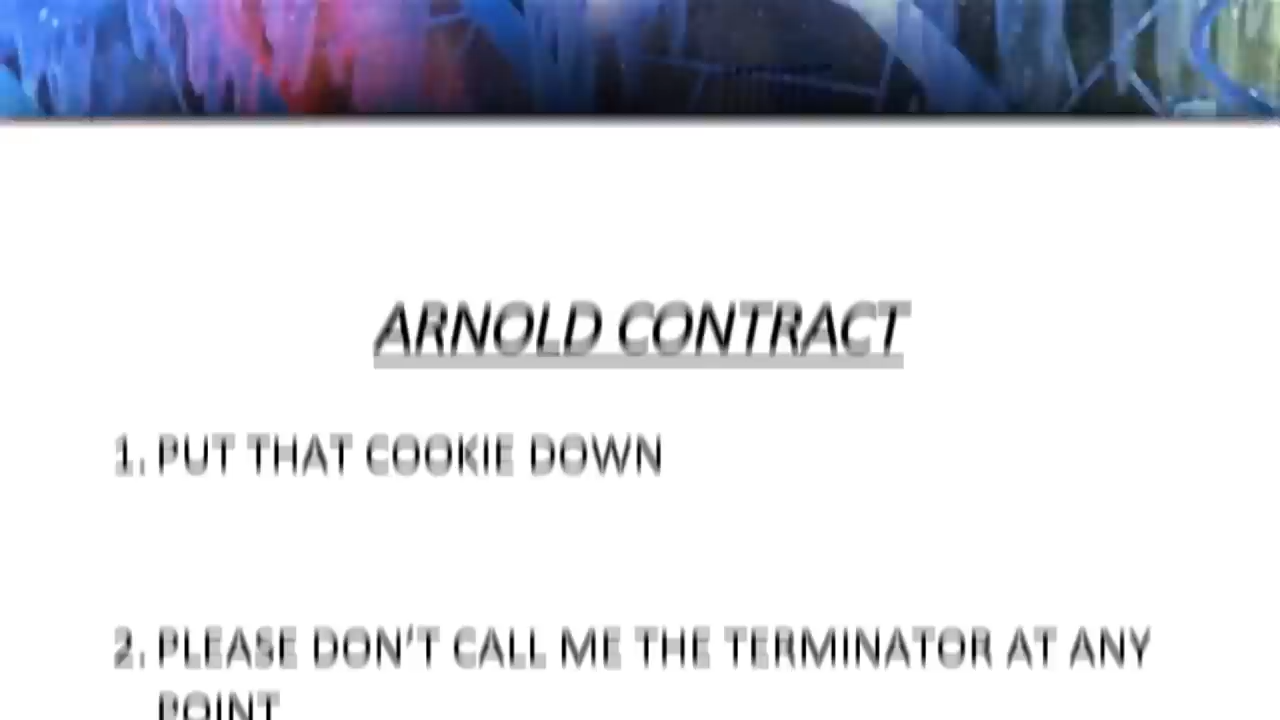 ARNOLD CONTRACT
1. PUT THAT COOKIE DOWN
2. PLEASE DON'T CALL ME THE TERMINATOR AT ANY
POINT